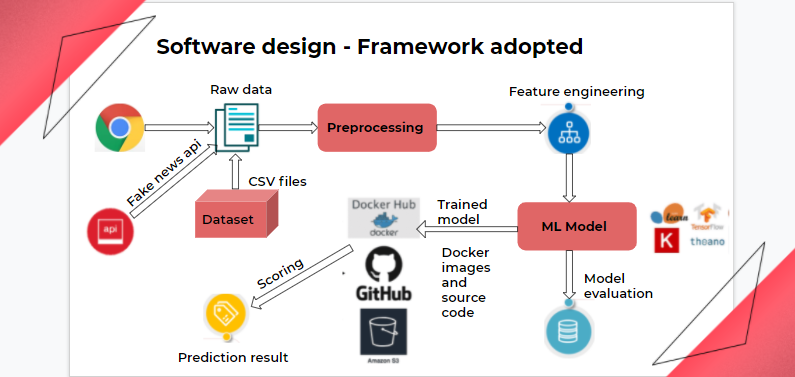 Software design - Framework adopted
Raw data
Feature engineering
Preprocessing
Fake news api
CSV files
api
Dataset
Docker Hub
docker
Trained
model
ML Model
learn
TensorFlow
K
theano
Scoring
GitHub
Docker
images
and
source
code
Model
evaluation
Prediction result
Amazon S3